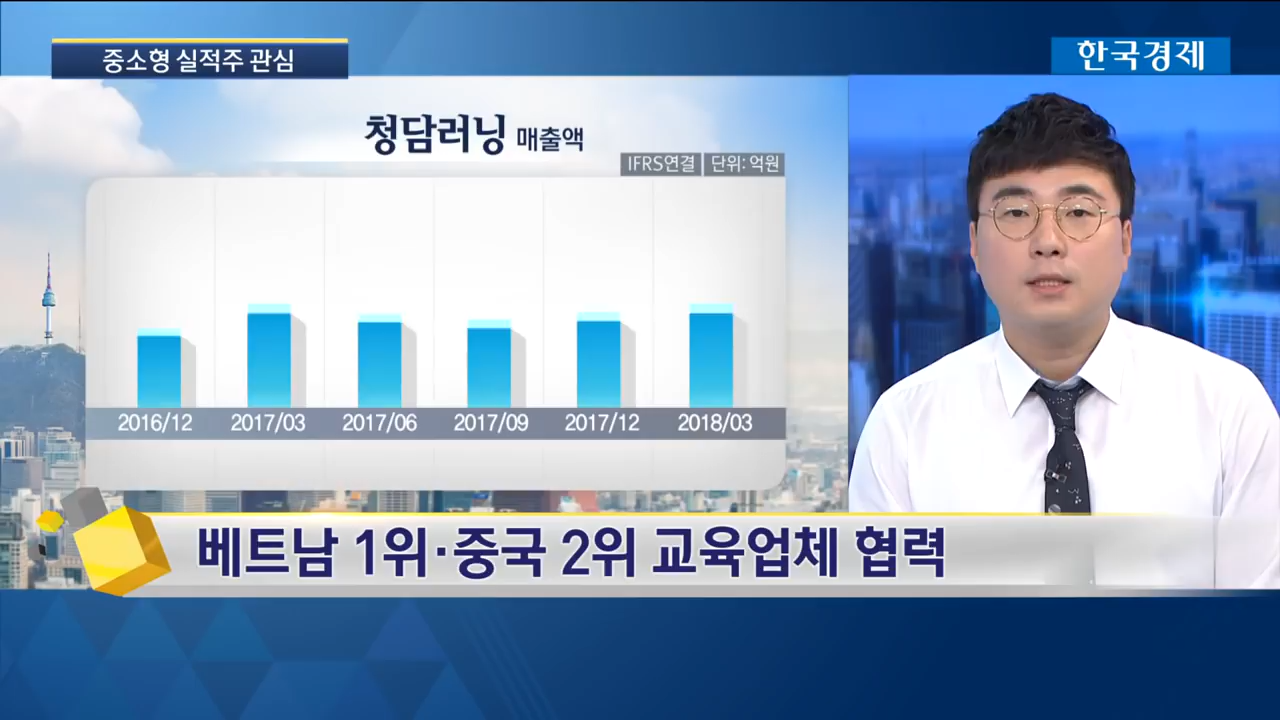 중소형 실적주 관심
한국경제
청담러닝 매출액
IFRS연결 단위: 억원
2016/12 2017/03 2017/06 2017/09 2017/12 2018/03
베트남 1위·중국 2위 교육업체 협력